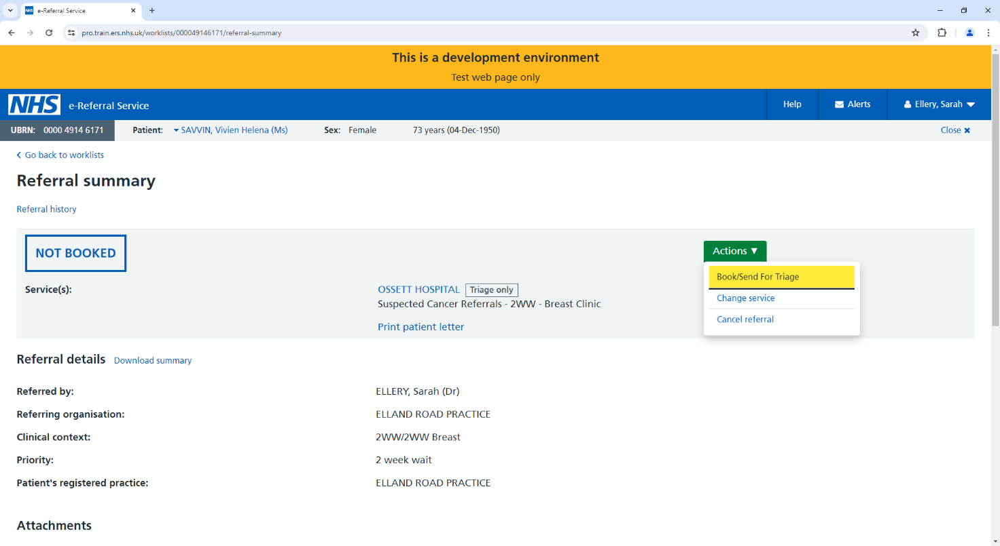 e-Referral Service
pro.train.ers.nhs.uk/worklists/000049146171/referral-summary
This is a development environment
Test web page only
NHS e-Referral Service Help Alerts Ellery, Sarah
UBRN: 0000 4914 6171 Patient: SAVVIN, Vivien Helena (Ms) Sex: Female 73 years (04-Dec-1950) Close
Go back to worklists
Referral summary
Referral history
NOT BOOKED
Actions ▼
Book/Send For Triage
Change service
Cancel referral
Service(s): OSSETT HOSPITAL Triage only
Suspected Cancer Referrals - 2WW - Breast Clinic
Print patient letter
Referral details Download summary
Referred by: ELLERY, Sarah (Dr)
Referring organisation: ELLAND ROAD PRACTICE
Clinical context: 2WW/2WW Breast
Priority: 2 week wait
Patient's registered practice: ELLAND ROAD PRACTICE
Attachments